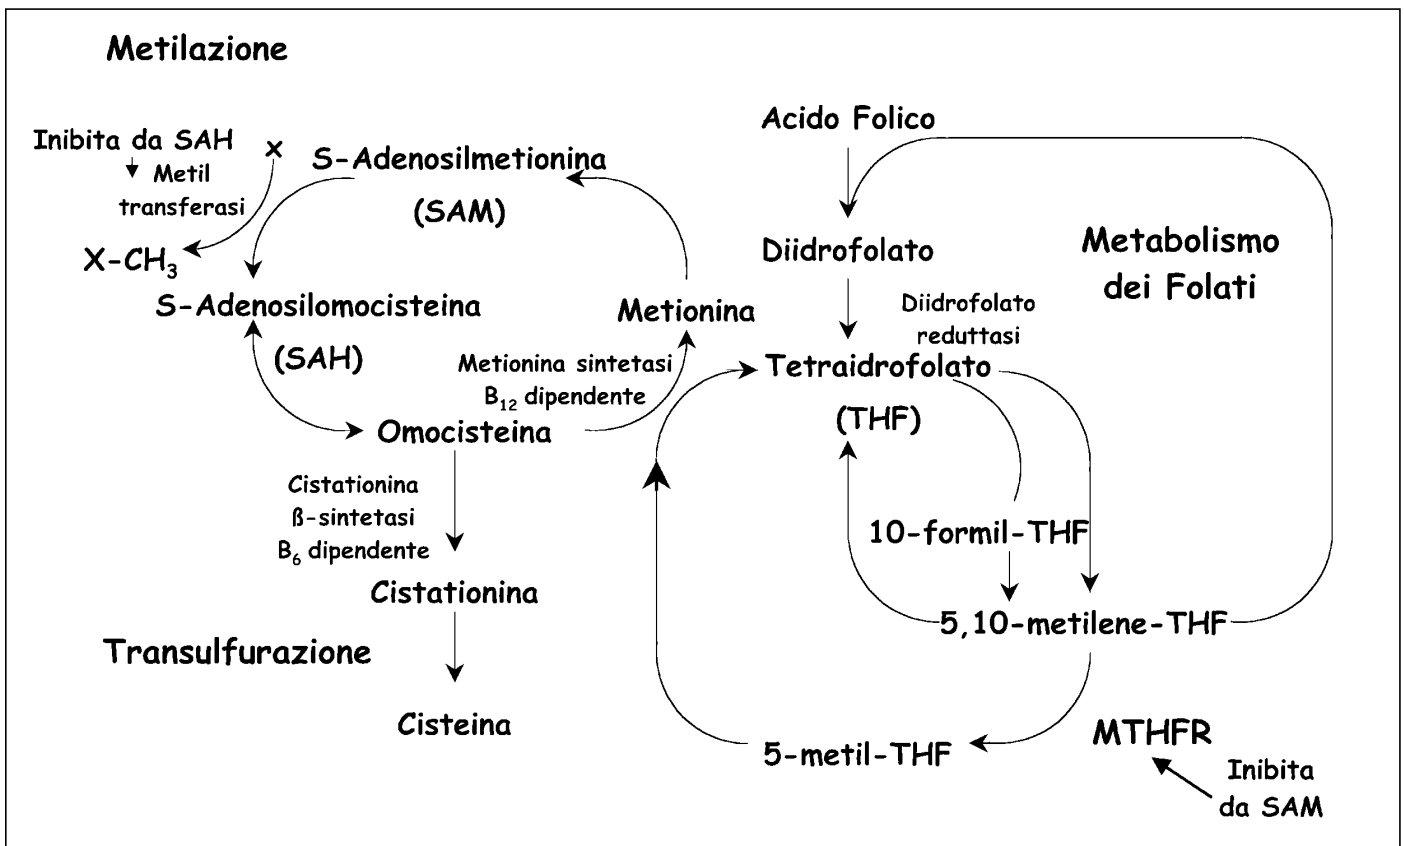 Metilazione
Inibita da SAH
x
Metil
transferasi
X-CH₃
S-Adenosilmetionina
(SAM)
S-Adenosilomocisteina
(SAH)
Metionina
Metionina sintetasi
B₁₂ dipendente
Omocisteina
Cistationina
ß-sintetasi
B₆ dipendente
Cistationina
Transulfurazione
Cisteina
Acido Folico
Diidrofolato
Metabolismo
dei Folati
Diidrofolato
reduttasi
Tetraidrofolato
(THF)
10-formil-THF
5,10-metilene-THF
5-metil-THF
MTHFR
Inibita
da SAM